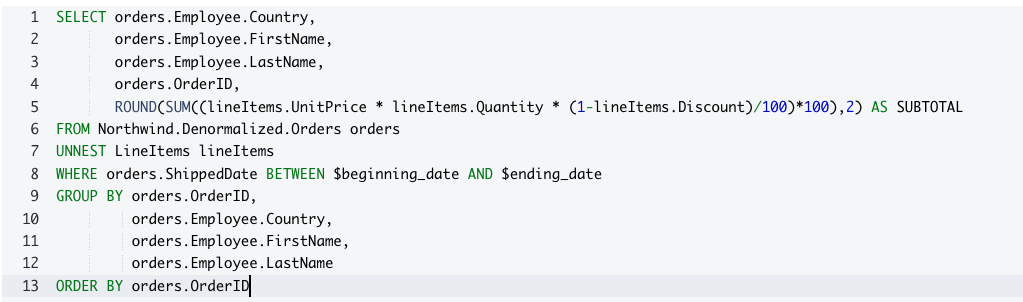 1 SELECT orders.Employee.Country,
2 orders.Employee.FirstName,
3 orders.Employee.LastName,
4 orders.OrderID,
5 ROUND(SUM((lineItems.UnitPrice * lineItems.Quantity * (1-lineItems.Discount)/100)*100),2) AS SUBTOTAL
6 FROM Northwind.Denormalized.Orders orders
7 UNNEST LineItems lineItems
8 WHERE orders.ShippedDate BETWEEN $beginning_date AND $ending_date
9 GROUP BY orders.OrderID,
10 orders.Employee.Country,
11 orders.Employee.FirstName,
12 orders.Employee.LastName
13 ORDER BY orders.OrderID